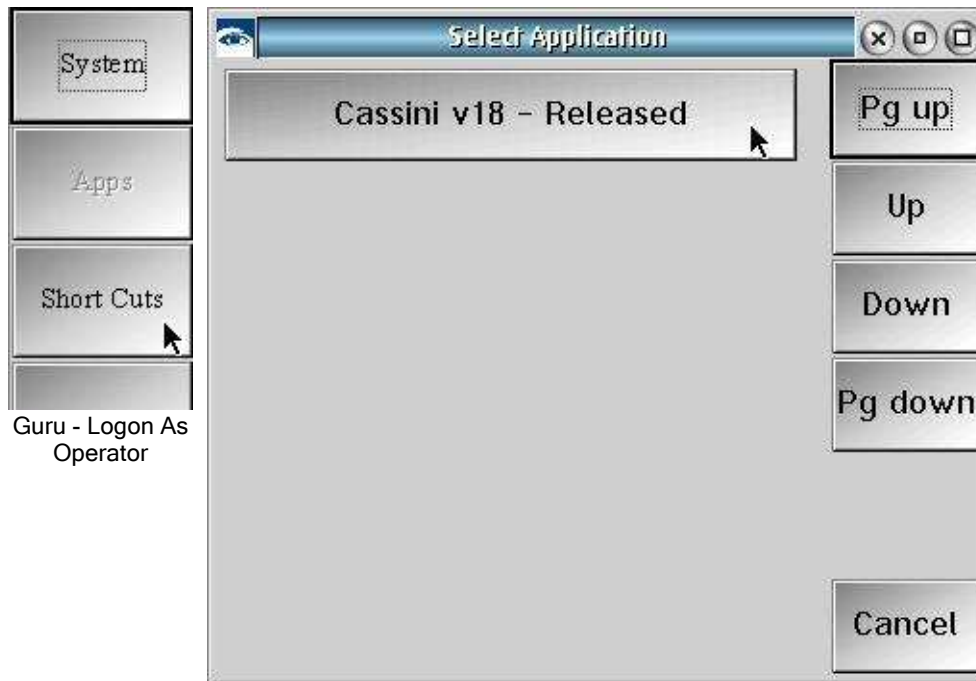 System
Apps
Short Cuts
Guru - Logon As
Operator
Select Application
Cassini v18 - Released
Pg up
Up
Down
Pg down
Cancel